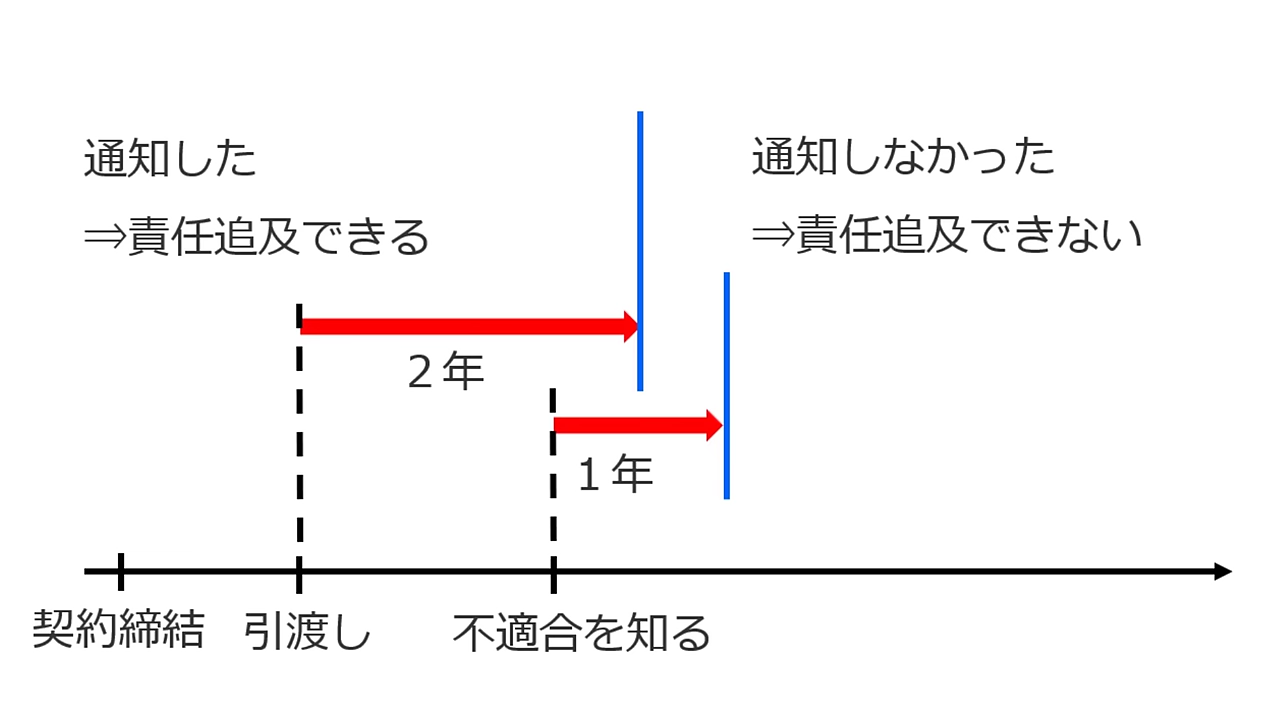 通知した
⇒責任追及できる
通知しなかった
⇒責任追及できない
２年
１年
契約締結
引渡し
不適合を知る